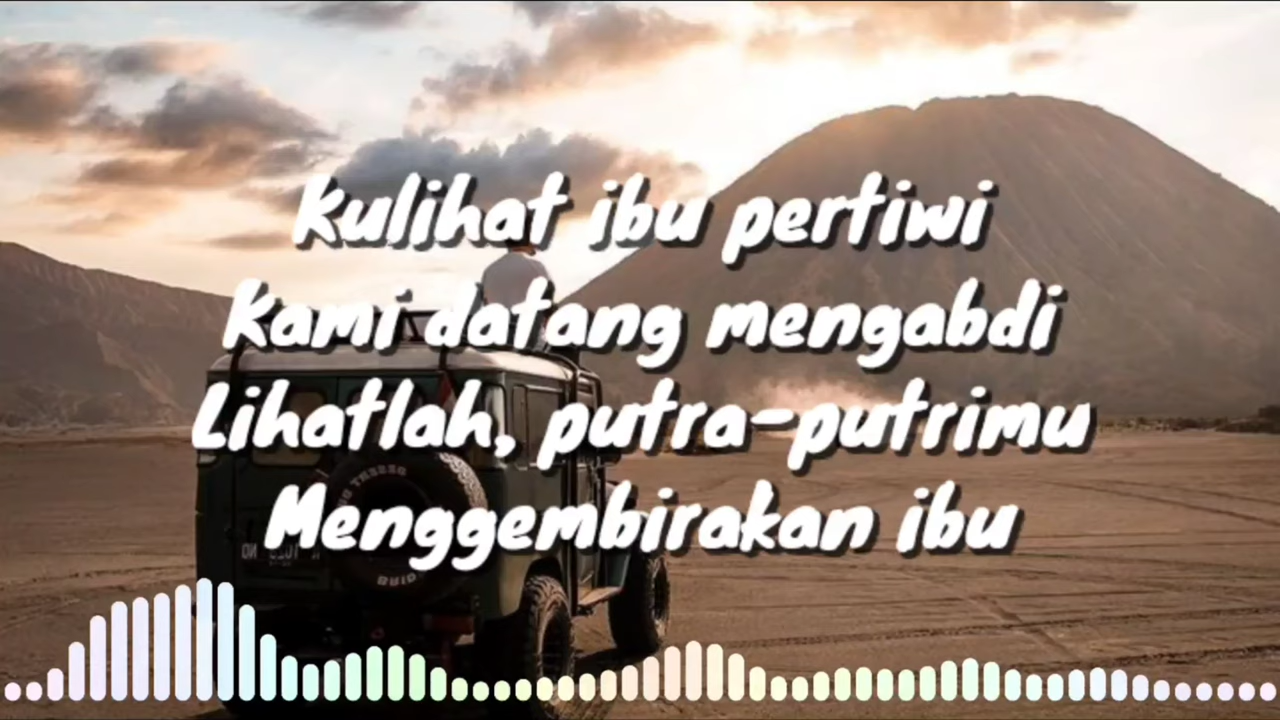 Kulihat ibu pertiwi
Kami datang mengabdi
Lihatlah, putra-putrimu
Menggembirakan ibu